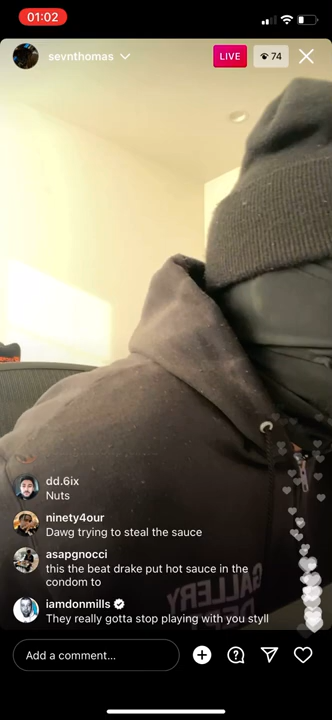 01:02
sevnthomas
LIVE
74
dd.6ix
Nuts
ninety4our
Dawg trying to steal the sauce
asapgnocci
this the beat drake put hot sauce in the
condom to
iamdonmills
They really gotta stop playing with you styll
GALLERY
Add a comment...